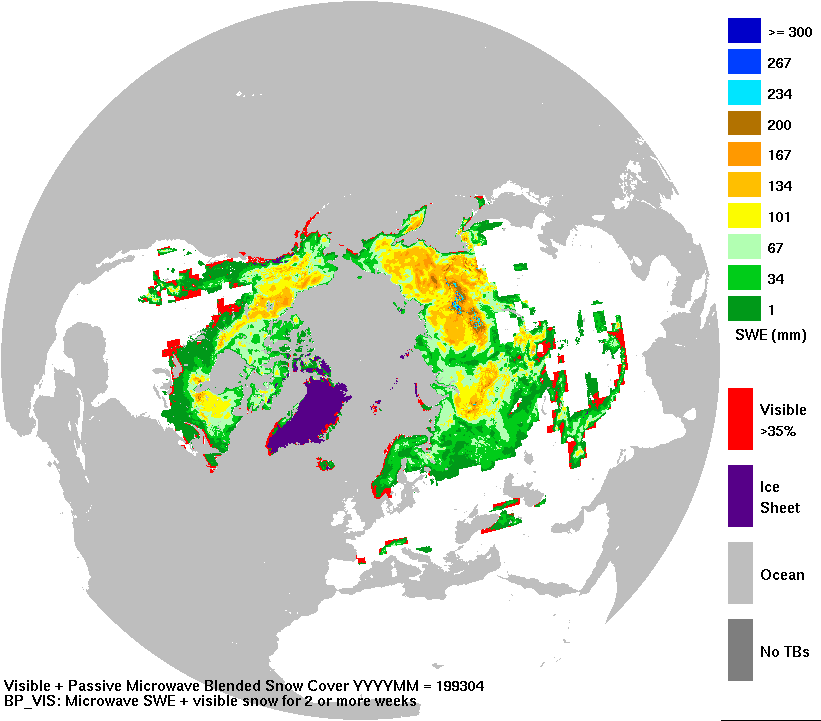 >= 300
267
234
200
167
134
101
67
34
1
SWE (mm)
Visible
>35%
Ice
Sheet
Ocean
No TBs
Visible + Passive Microwave Blended Snow Cover YYYYMM = 199304
BP_VIS: Microwave SWE + visible snow for 2 or more weeks